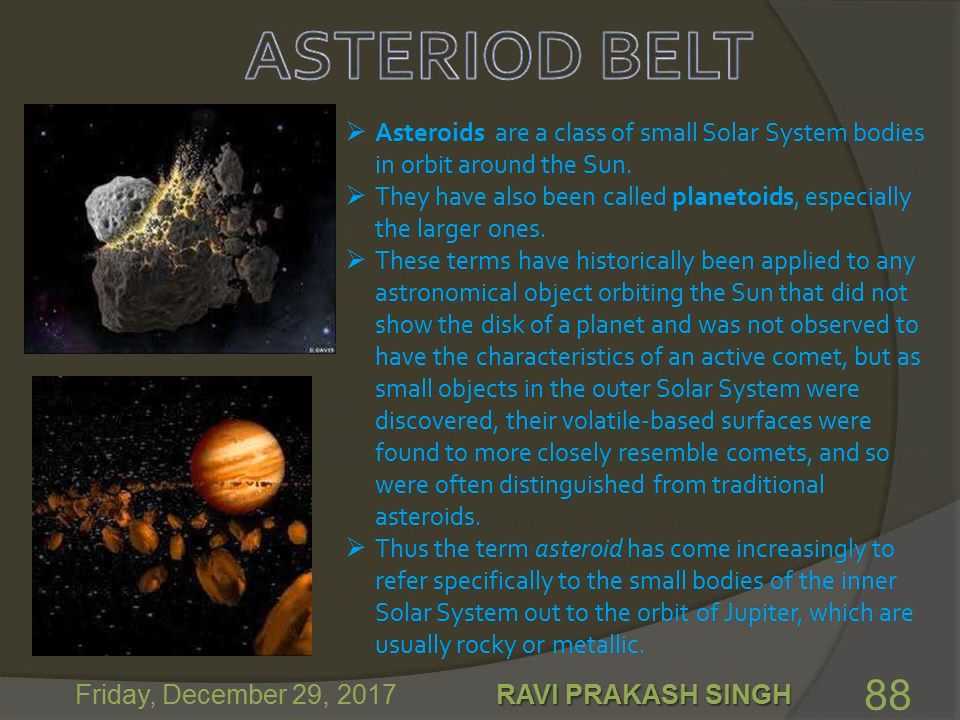 ASTERIOD BELT
➢ Asteroids are a class of small Solar System bodies
in orbit around the Sun.
➢ They have also been called planetoids, especially
the larger ones.
➢ These terms have historically been applied to any
astronomical object orbiting the Sun that did not
show the disk of a planet and was not observed to
have the characteristics of an active comet, but as
small objects in the outer Solar System were
discovered, their volatile-based surfaces were
found to more closely resemble comets, and so
were often distinguished from traditional
asteroids.
➢ Thus the term asteroid has come increasingly to
refer specifically to the small bodies of the inner
Solar System out to the orbit of Jupiter, which are
usually rocky or metallic.
D DAVIS
Friday, December 29, 2017 RAVI PRAKASH SINGH 88